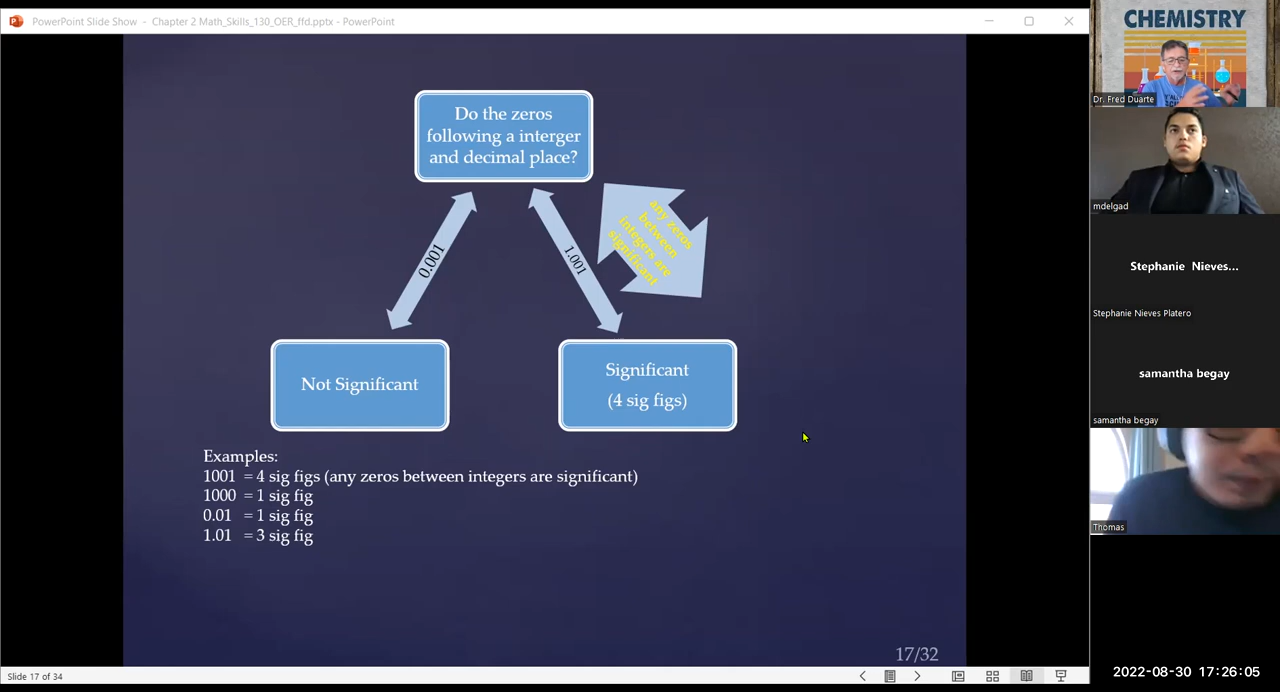 PowerPoint Slide Show - Chapter 2 Math_Skills_130_OER_ffd.pptx - PowerPoint
Do the zeros
following a interger
and decimal place?
0.001
1.001
any zeros
between
integers are
significant
Not Significant
Significant
(4 sig figs)
Examples:
1001 = 4 sig figs (any zeros between integers are significant)
1000 = 1 sig fig
0.01 = 1 sig fig
1.01 = 3 sig fig
17/32
Slide 17 of 34
CHEMISTRY
Dr. Fred Duarte
mdelgad
Stephanie Nieves...
Stephanie Nieves Platero
samantha begay
samantha begay
Thomas
2022-08-30 17:26:05